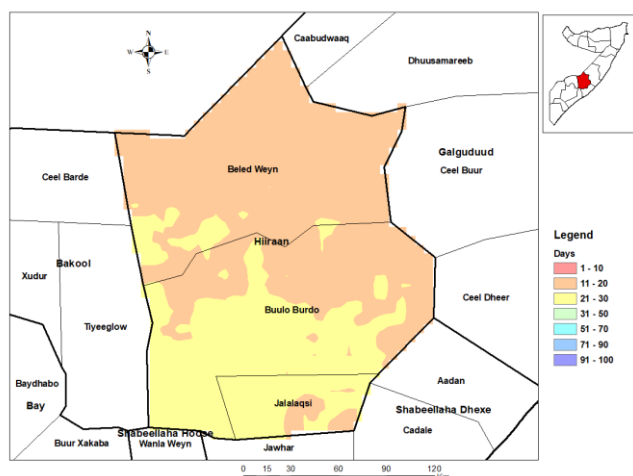 N
W E
S
Caabudwaaq
Dhuusamareeb
Galguduud
Ceel Barde
Beled Weyn
Ceel Buur
Hiiraan
Bakool
Xudur
Buulo Burdo
Ceel Dheer
Tiyeeglow
Baydhabo
Aadan
Bay
Jalalaqsi
Shabeellaha Dhexe
Shabeellaha Hoose
Cadale
Buur Xakaba
Wanla Weyn
Jawhar
Legend
Days
1 - 10
11 - 20
21 - 30
31 - 50
51 - 70
71 - 90
91 - 100
0 15 30 60 90 120